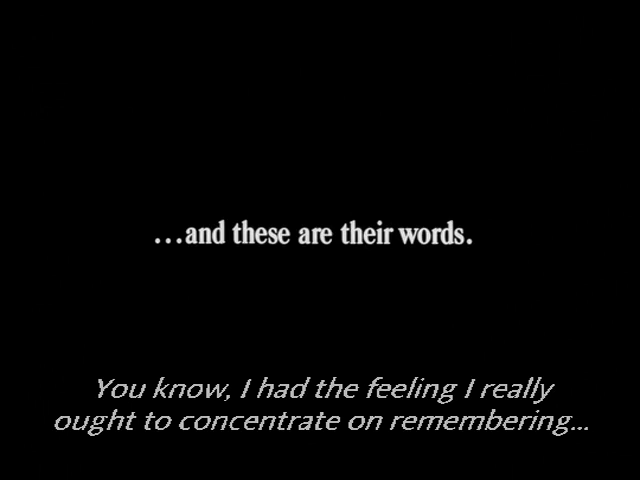 ...and these are their words.
You know, I had the feeling I really
ought to concentrate on remembering...